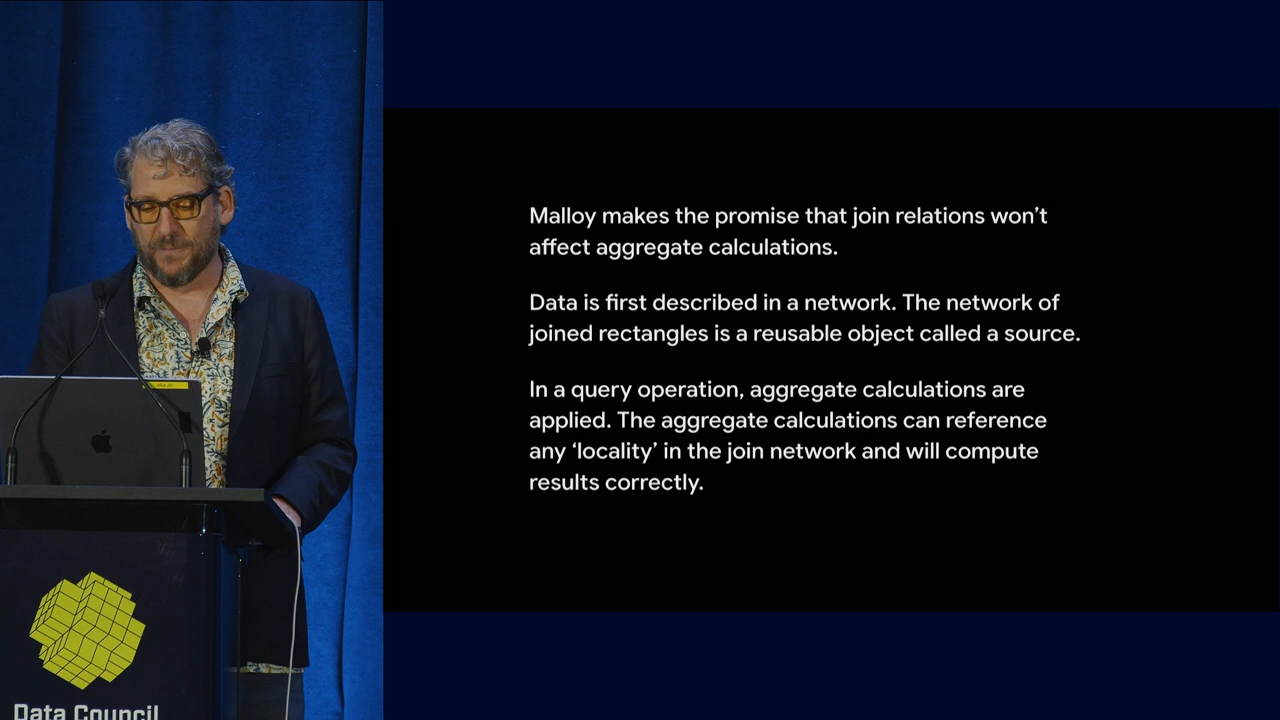 Malloy makes the promise that join relations won’t
affect aggregate calculations.
Data is first described in a network. The network of
joined rectangles is a reusable object called a source.
In a query operation, aggregate calculations are
applied. The aggregate calculations can reference
any ‘locality’ in the join network and will compute
results correctly.
Data Council